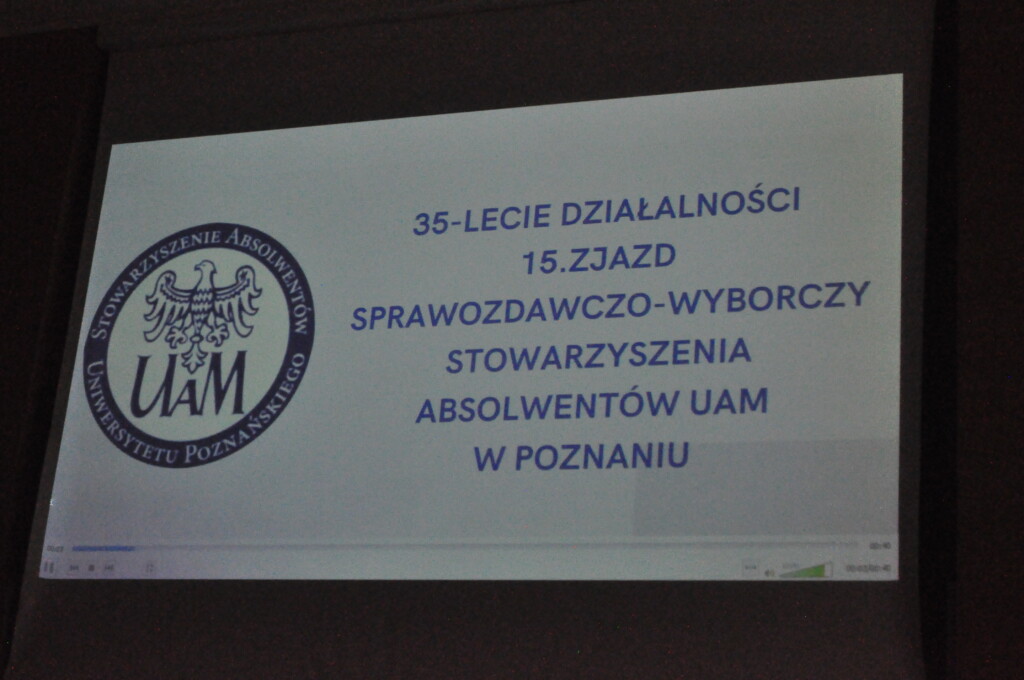 STOWARZYSZENIE ABSOLWENTÓW
UAM
UNIWERSYTETU POZNAŃSKIEGO
35-LECIE DZIAŁALNOŚCI
15.ZJAZD
SPRAWOZDAWCZO-WYBORCZY
STOWARZYSZENIA
ABSOLWENTÓW UAM
W POZNANIU